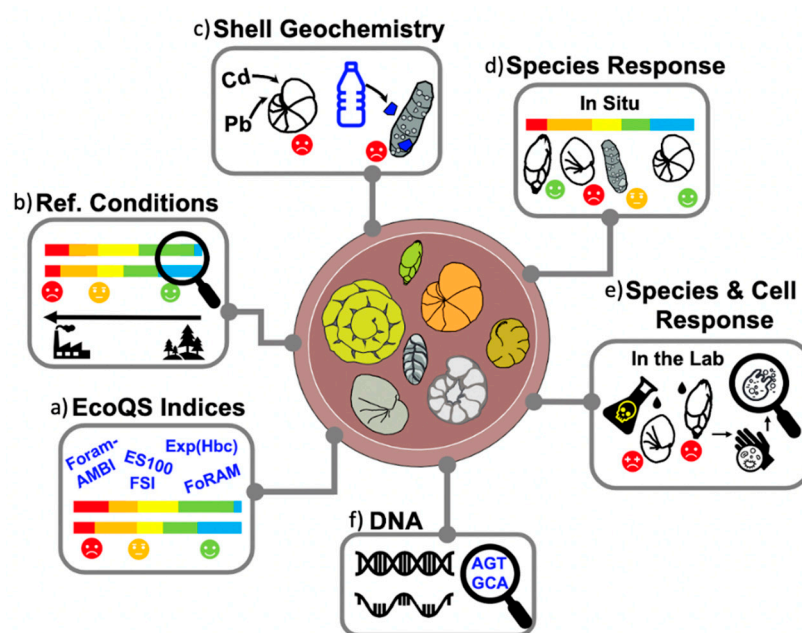 c) Shell Geochemistry
Cd
Pb
d) Species Response
In Situ
b) Ref. Conditions
e) Species & Cell
Response
In the Lab
a) EcoQS Indices
Foram-
AMBI
ES100
FSI
Exp(Hbc)
FoRAM
f) DNA
AGT
GCA